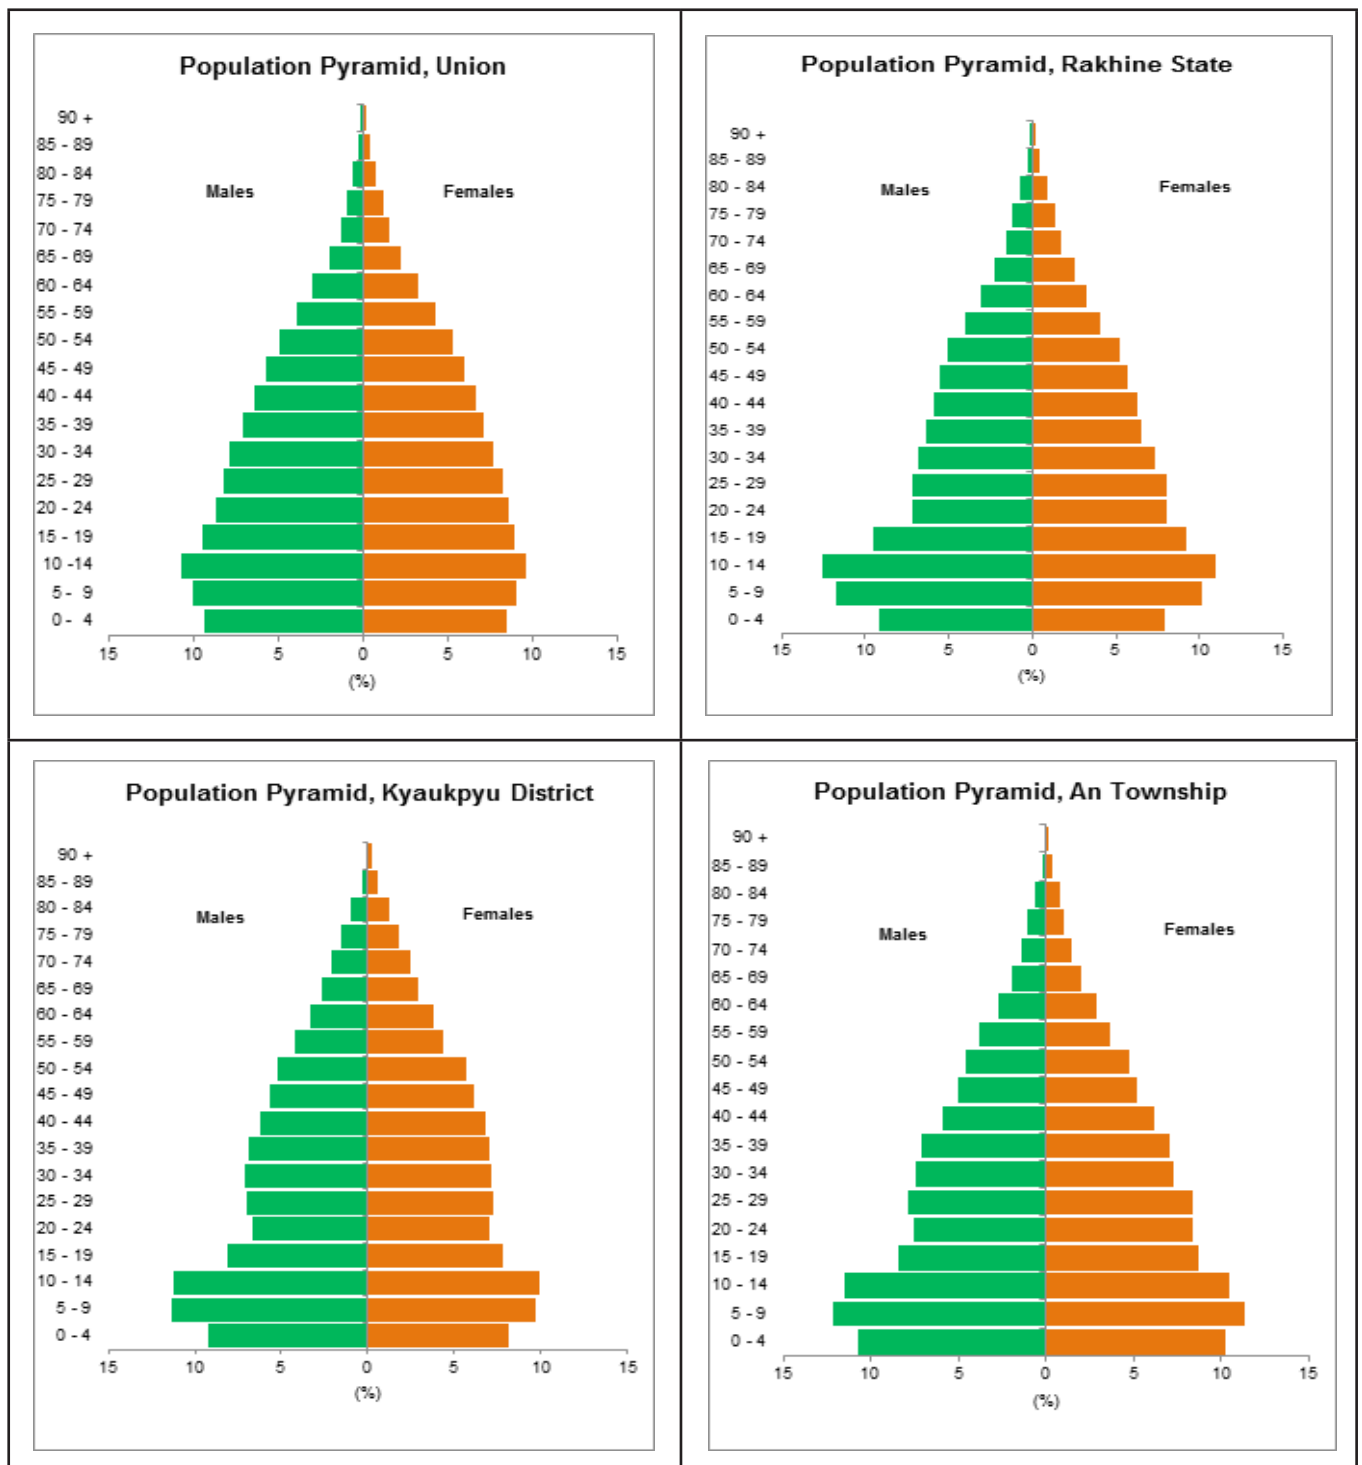 Population Pyramid, Union
90 +
85 - 89
80 - 84
75 - 79
70 - 74
65 - 69
60 - 64
55 - 59
50 - 54
45 - 49
40 - 44
35 - 39
30 - 34
25 - 29
20 - 24
15 - 19
10 -14
5 - 9
0 - 4
Males
Females
15 10 5 0 5 10 15
(%)
Population Pyramid, Rakhine State
90 +
85 - 89
80 - 84
75 - 79
70 - 74
65 - 69
60 - 64
55 - 59
50 - 54
45 - 49
40 - 44
35 - 39
30 - 34
25 - 29
20 - 24
15 - 19
10 - 14
5 - 9
0 - 4
Males
Females
15 10 5 0 5 10 15
(%)
Population Pyramid, Kyaukpyu District
90 +
85 - 89
80 - 84
75 - 79
70 - 74
65 - 69
60 - 64
55 - 59
50 - 54
45 - 49
40 - 44
35 - 39
30 - 34
25 - 29
20 - 24
15 - 19
10 - 14
5 - 9
0 - 4
Males
Females
15 10 5 0 5 10 15
(%)
Population Pyramid, An Township
90 +
85 - 89
80 - 84
75 - 79
70 - 74
65 - 69
60 - 64
55 - 59
50 - 54
45 - 49
40 - 44
35 - 39
30 - 34
25 - 29
20 - 24
15 - 19
10 - 14
5 - 9
0 - 4
Males
Females
15 10 5 0 5 10 15
(%)